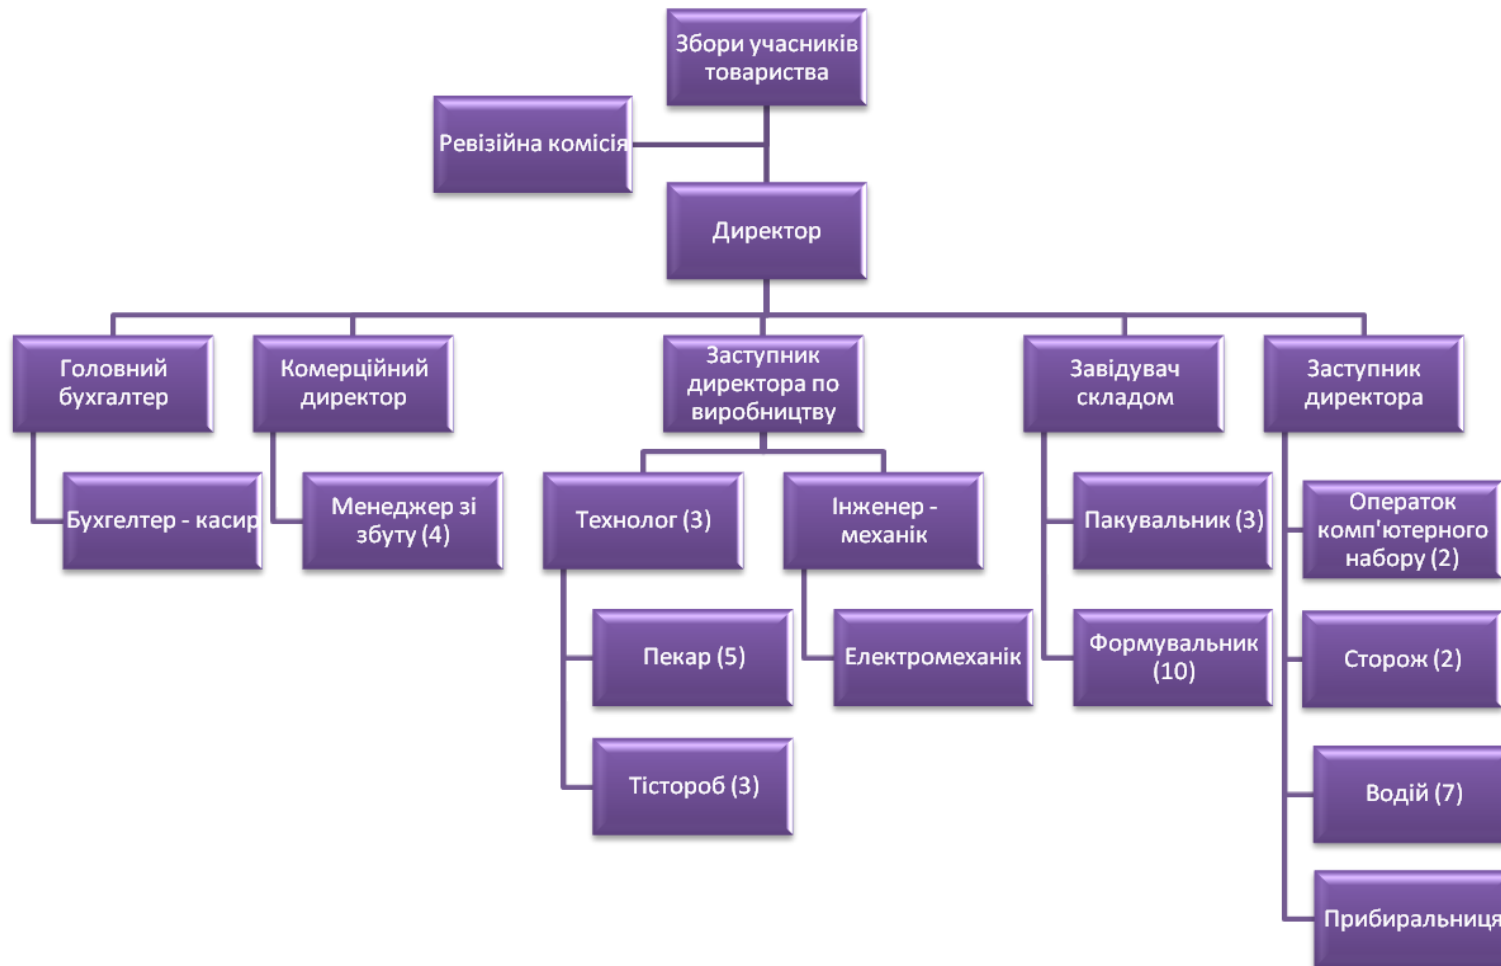 Збори учасників
товариства
Ревізійна комісія
Директор
Головний
бухгалтер
Комерційний
директор
Заступник
директора по
виробництву
Завідувач
складом
Заступник
директора
Бухгелтер - касир
Менеджер зі
збуту (4)
Технолог (3)
Інженер -
механік
Пакувальник (3)
Операток
комп'ютерного
набору (2)
Пекар (5)
Електромеханік
Формувальник
(10)
Сторож (2)
Тістороб (3)
Водій (7)
Прибиральниця